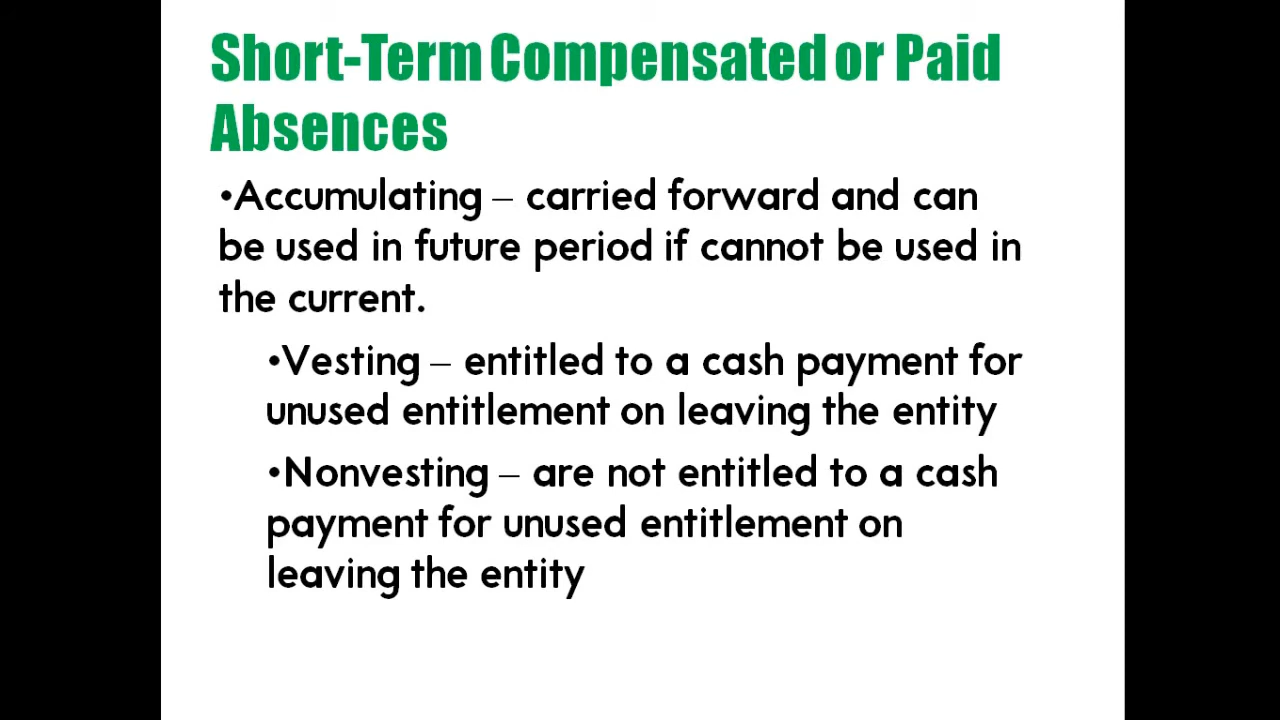 Short-Term Compensated or Paid
Absences
•Accumulating – carried forward and can
be used in future period if cannot be used in
the current.
•Vesting – entitled to a cash payment for
unused entitlement on leaving the entity
•Nonvesting – are not entitled to a cash
payment for unused entitlement on
leaving the entity